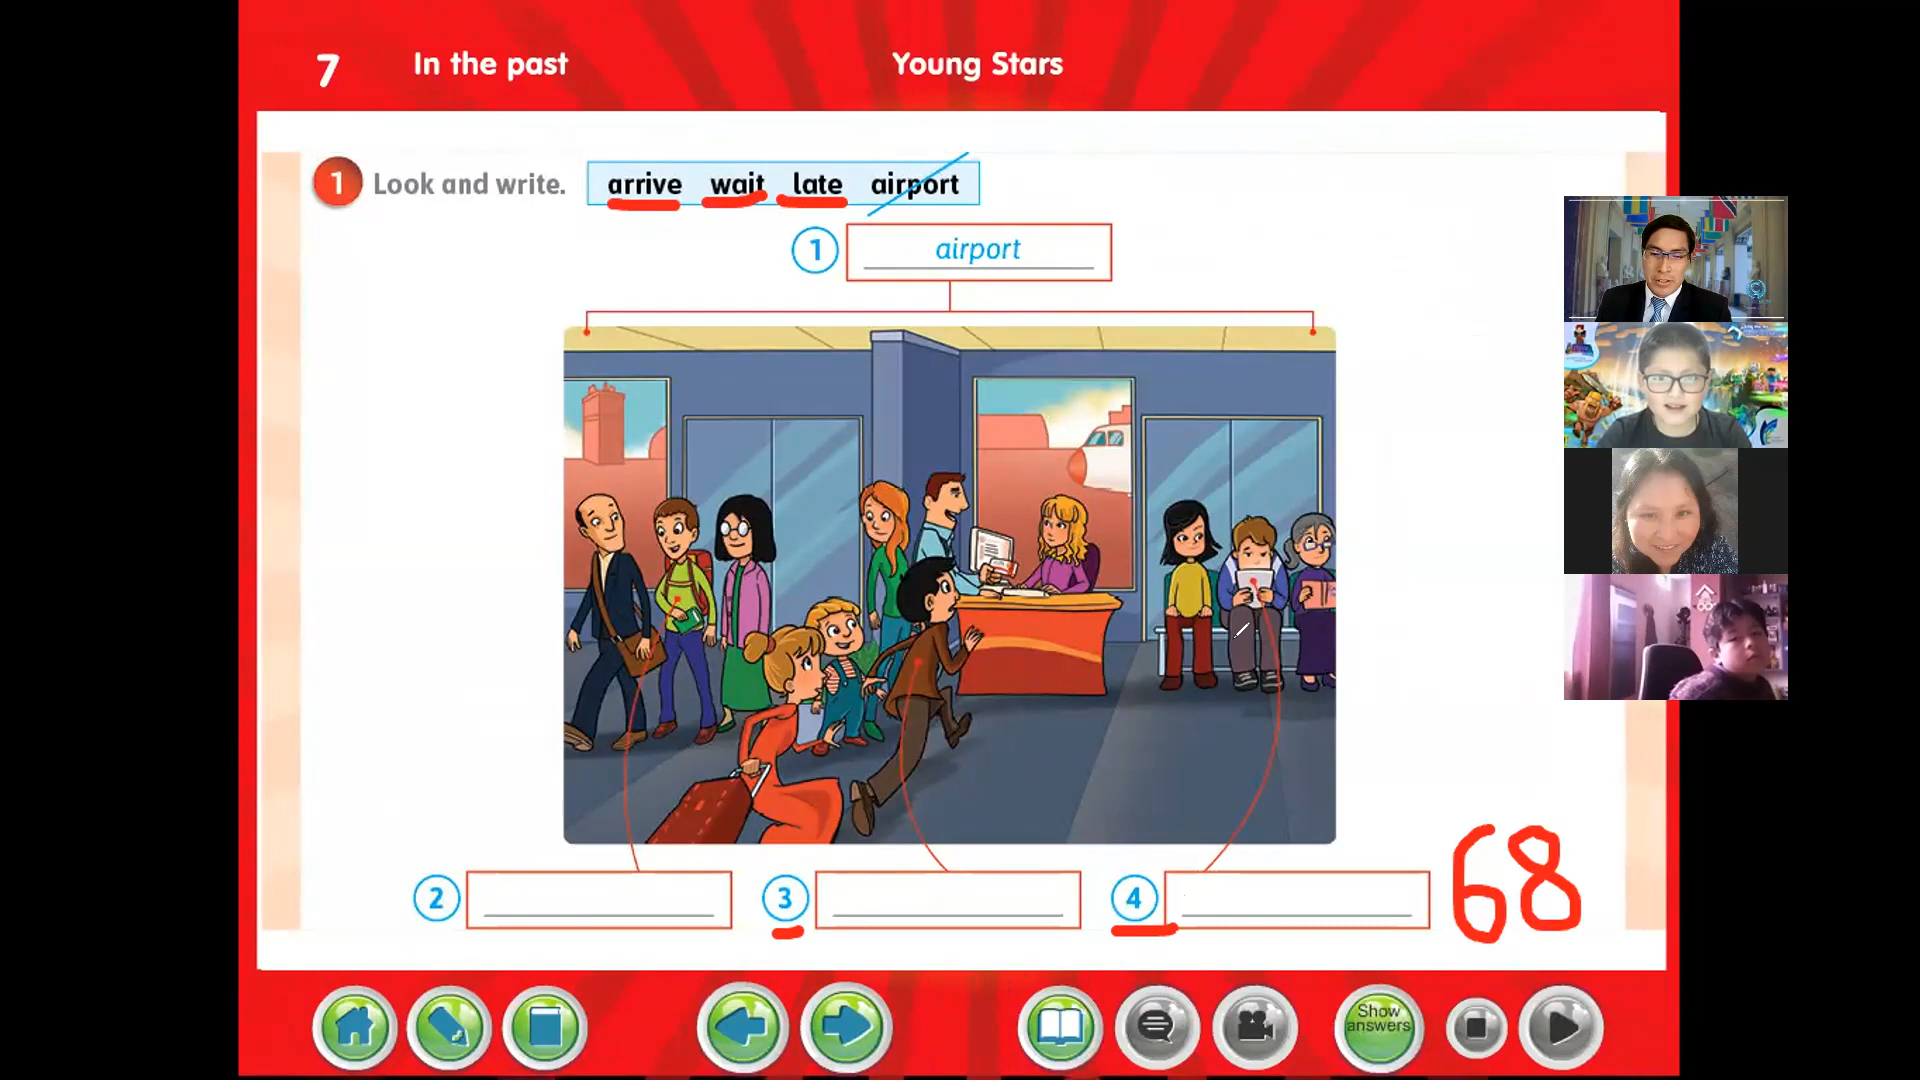 7 In the past Young Stars
1 Look and write. arrive wait late airport
1 airport
2 3 4 68
Show answers